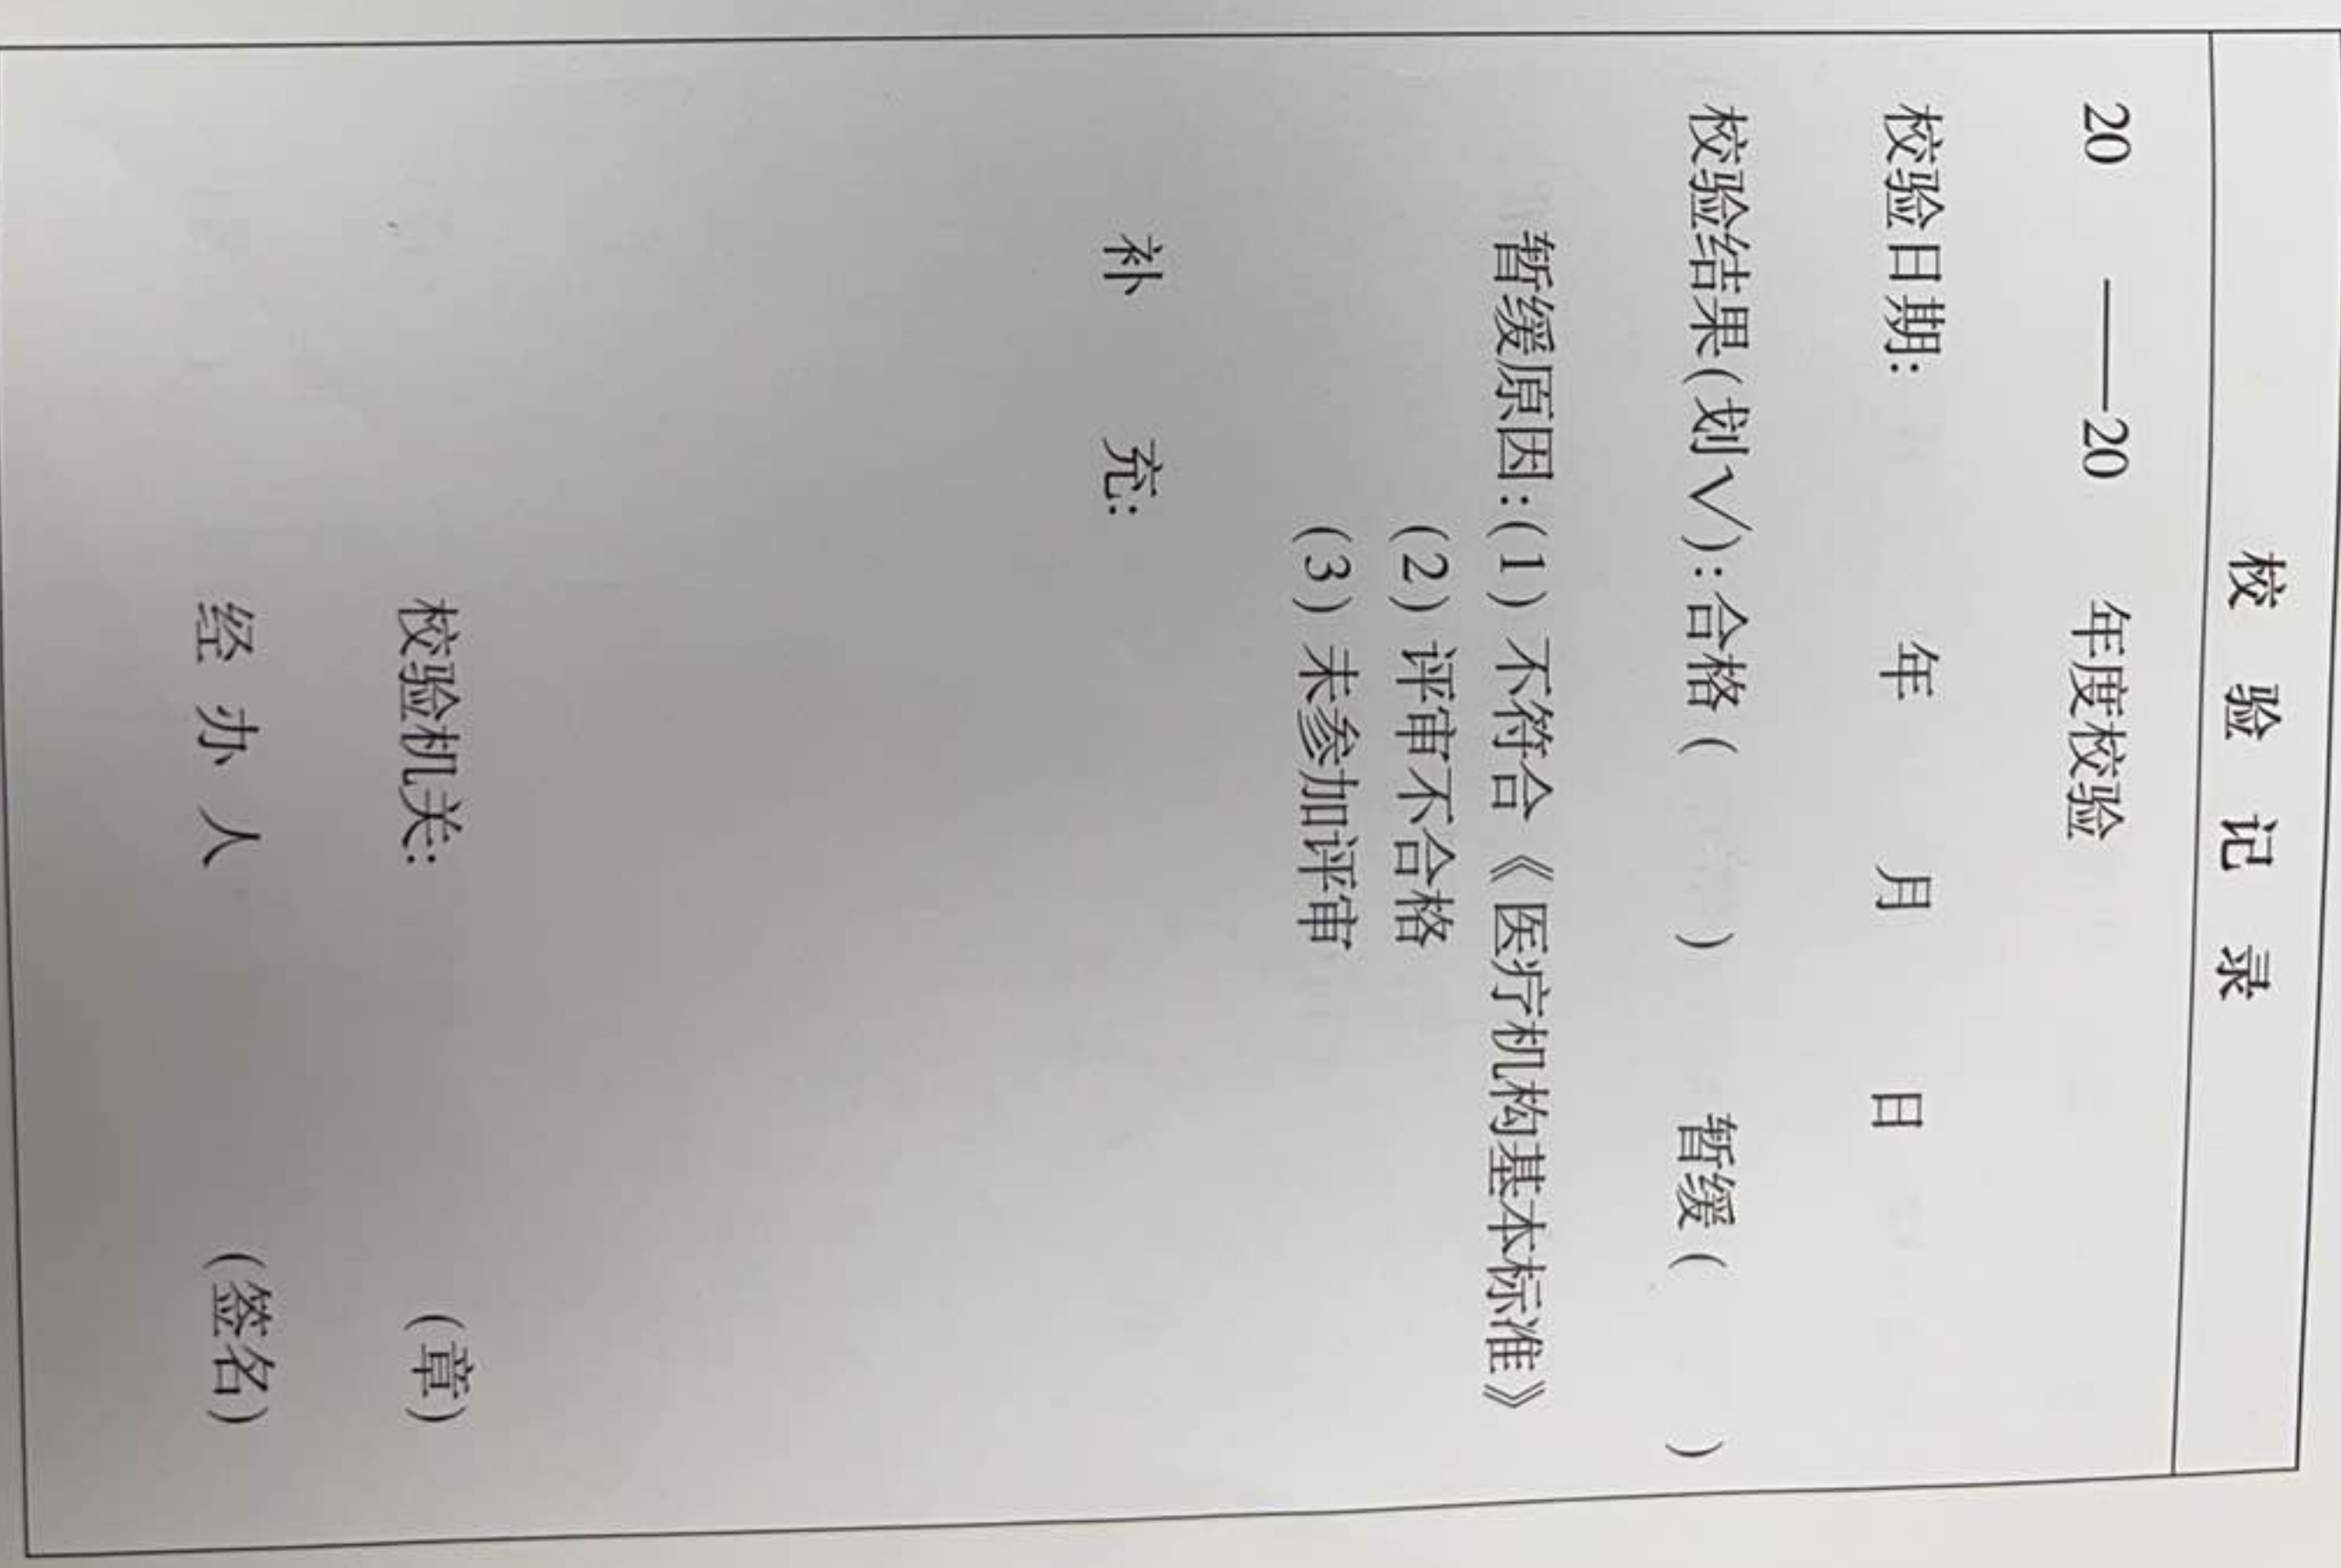 校验记录
20 ——20 年度校验
校验日期: 年 月 日
校验结果(划√):合格( ) 暂缓( )
暂缓原因:(1)不符合《医疗机构基本标准》
(2)评审不合格
(3)未参加评审
补 充:
校验机关: (章)
经办人 (签名)